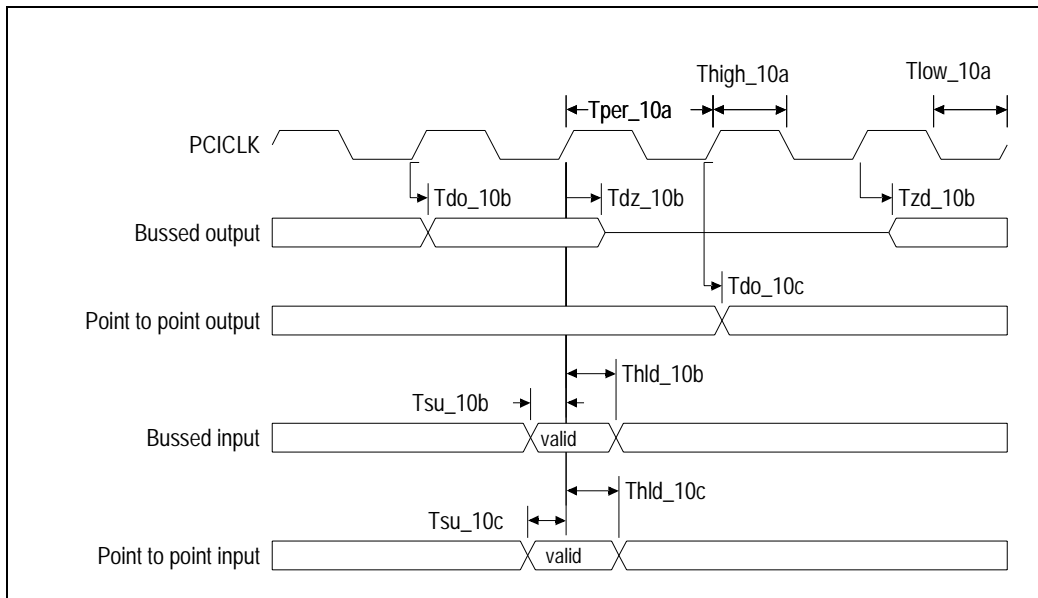 Thigh_10a
Tlow_10a
Tper_10a
PCICLK
Tdo_10b
Tdz_10b
Tzd_10b
Bussed output
Tdo_10c
Point to point output
Thld_10b
Tsu_10b
Bussed input
valid
Thld_10c
Tsu_10c
Point to point input
valid